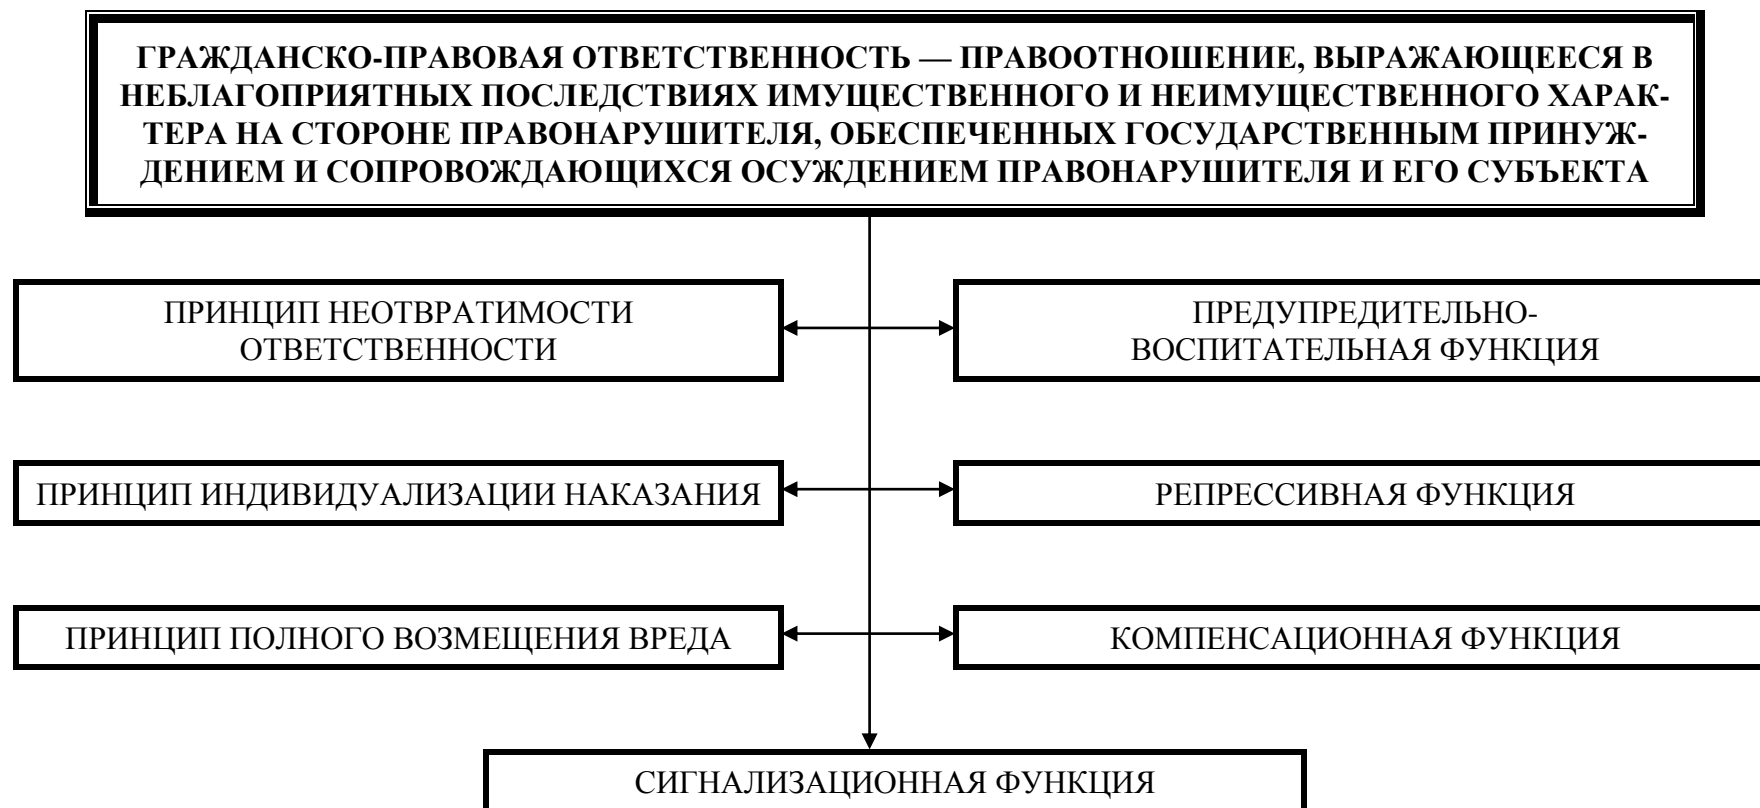 ГРАЖДАНСКО-ПРАВОВАЯ ОТВЕТСТВЕННОСТЬ — ПРАВООТНОШЕНИЕ, ВЫРАЖАЮЩЕЕСЯ В
НЕБЛАГОПРИЯТНЫХ ПОСЛЕДСТВИЯХ ИМУЩЕСТВЕННОГО И НЕИМУЩЕСТВЕННОГО ХАРАК-
ТЕРА НА СТОРОНЕ ПРАВОНАРУШИТЕЛЯ, ОБЕСПЕЧЕННЫХ ГОСУДАРСТВЕННЫМ ПРИНУЖ-
ДЕНИЕМ И СОПРОВОЖДАЮЩИХСЯ ОСУЖДЕНИЕМ ПРАВОНАРУШИТЕЛЯ И ЕГО СУБЪЕКТА
ПРИНЦИП НЕОТВРАТИМОСТИ
ОТВЕТСТВЕННОСТИ
ПРЕДУПРЕДИТЕЛЬНО-
ВОСПИТАТЕЛЬНАЯ ФУНКЦИЯ
ПРИНЦИП ИНДИВИДУАЛИЗАЦИИ НАКАЗАНИЯ
РЕПРЕССИВНАЯ ФУНКЦИЯ
ПРИНЦИП ПОЛНОГО ВОЗМЕЩЕНИЯ ВРЕДА
КОМПЕНСАЦИОННАЯ ФУНКЦИЯ
СИГНАЛИЗАЦИОННАЯ ФУНКЦИЯ